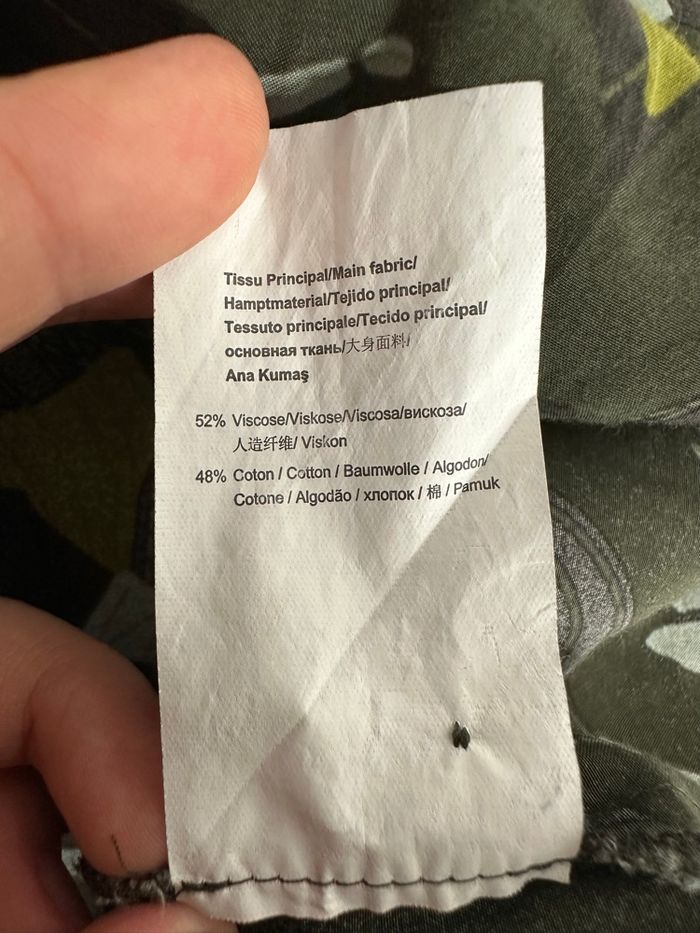 Tissu Principal/Main fabric/
Hamptmaterial/Tejido principal/
Tessuto principale/Tecido principal/
основная ткань/大身面料/
Ana Kumaş
52% Viscose/Viskose/Viscosa/вискоза/
人造纤维/ Viskon
48% Coton / Cotton / Baumwolle / Algodon/
Cotone / Algodão / хлопок / 棉 / Pamuk